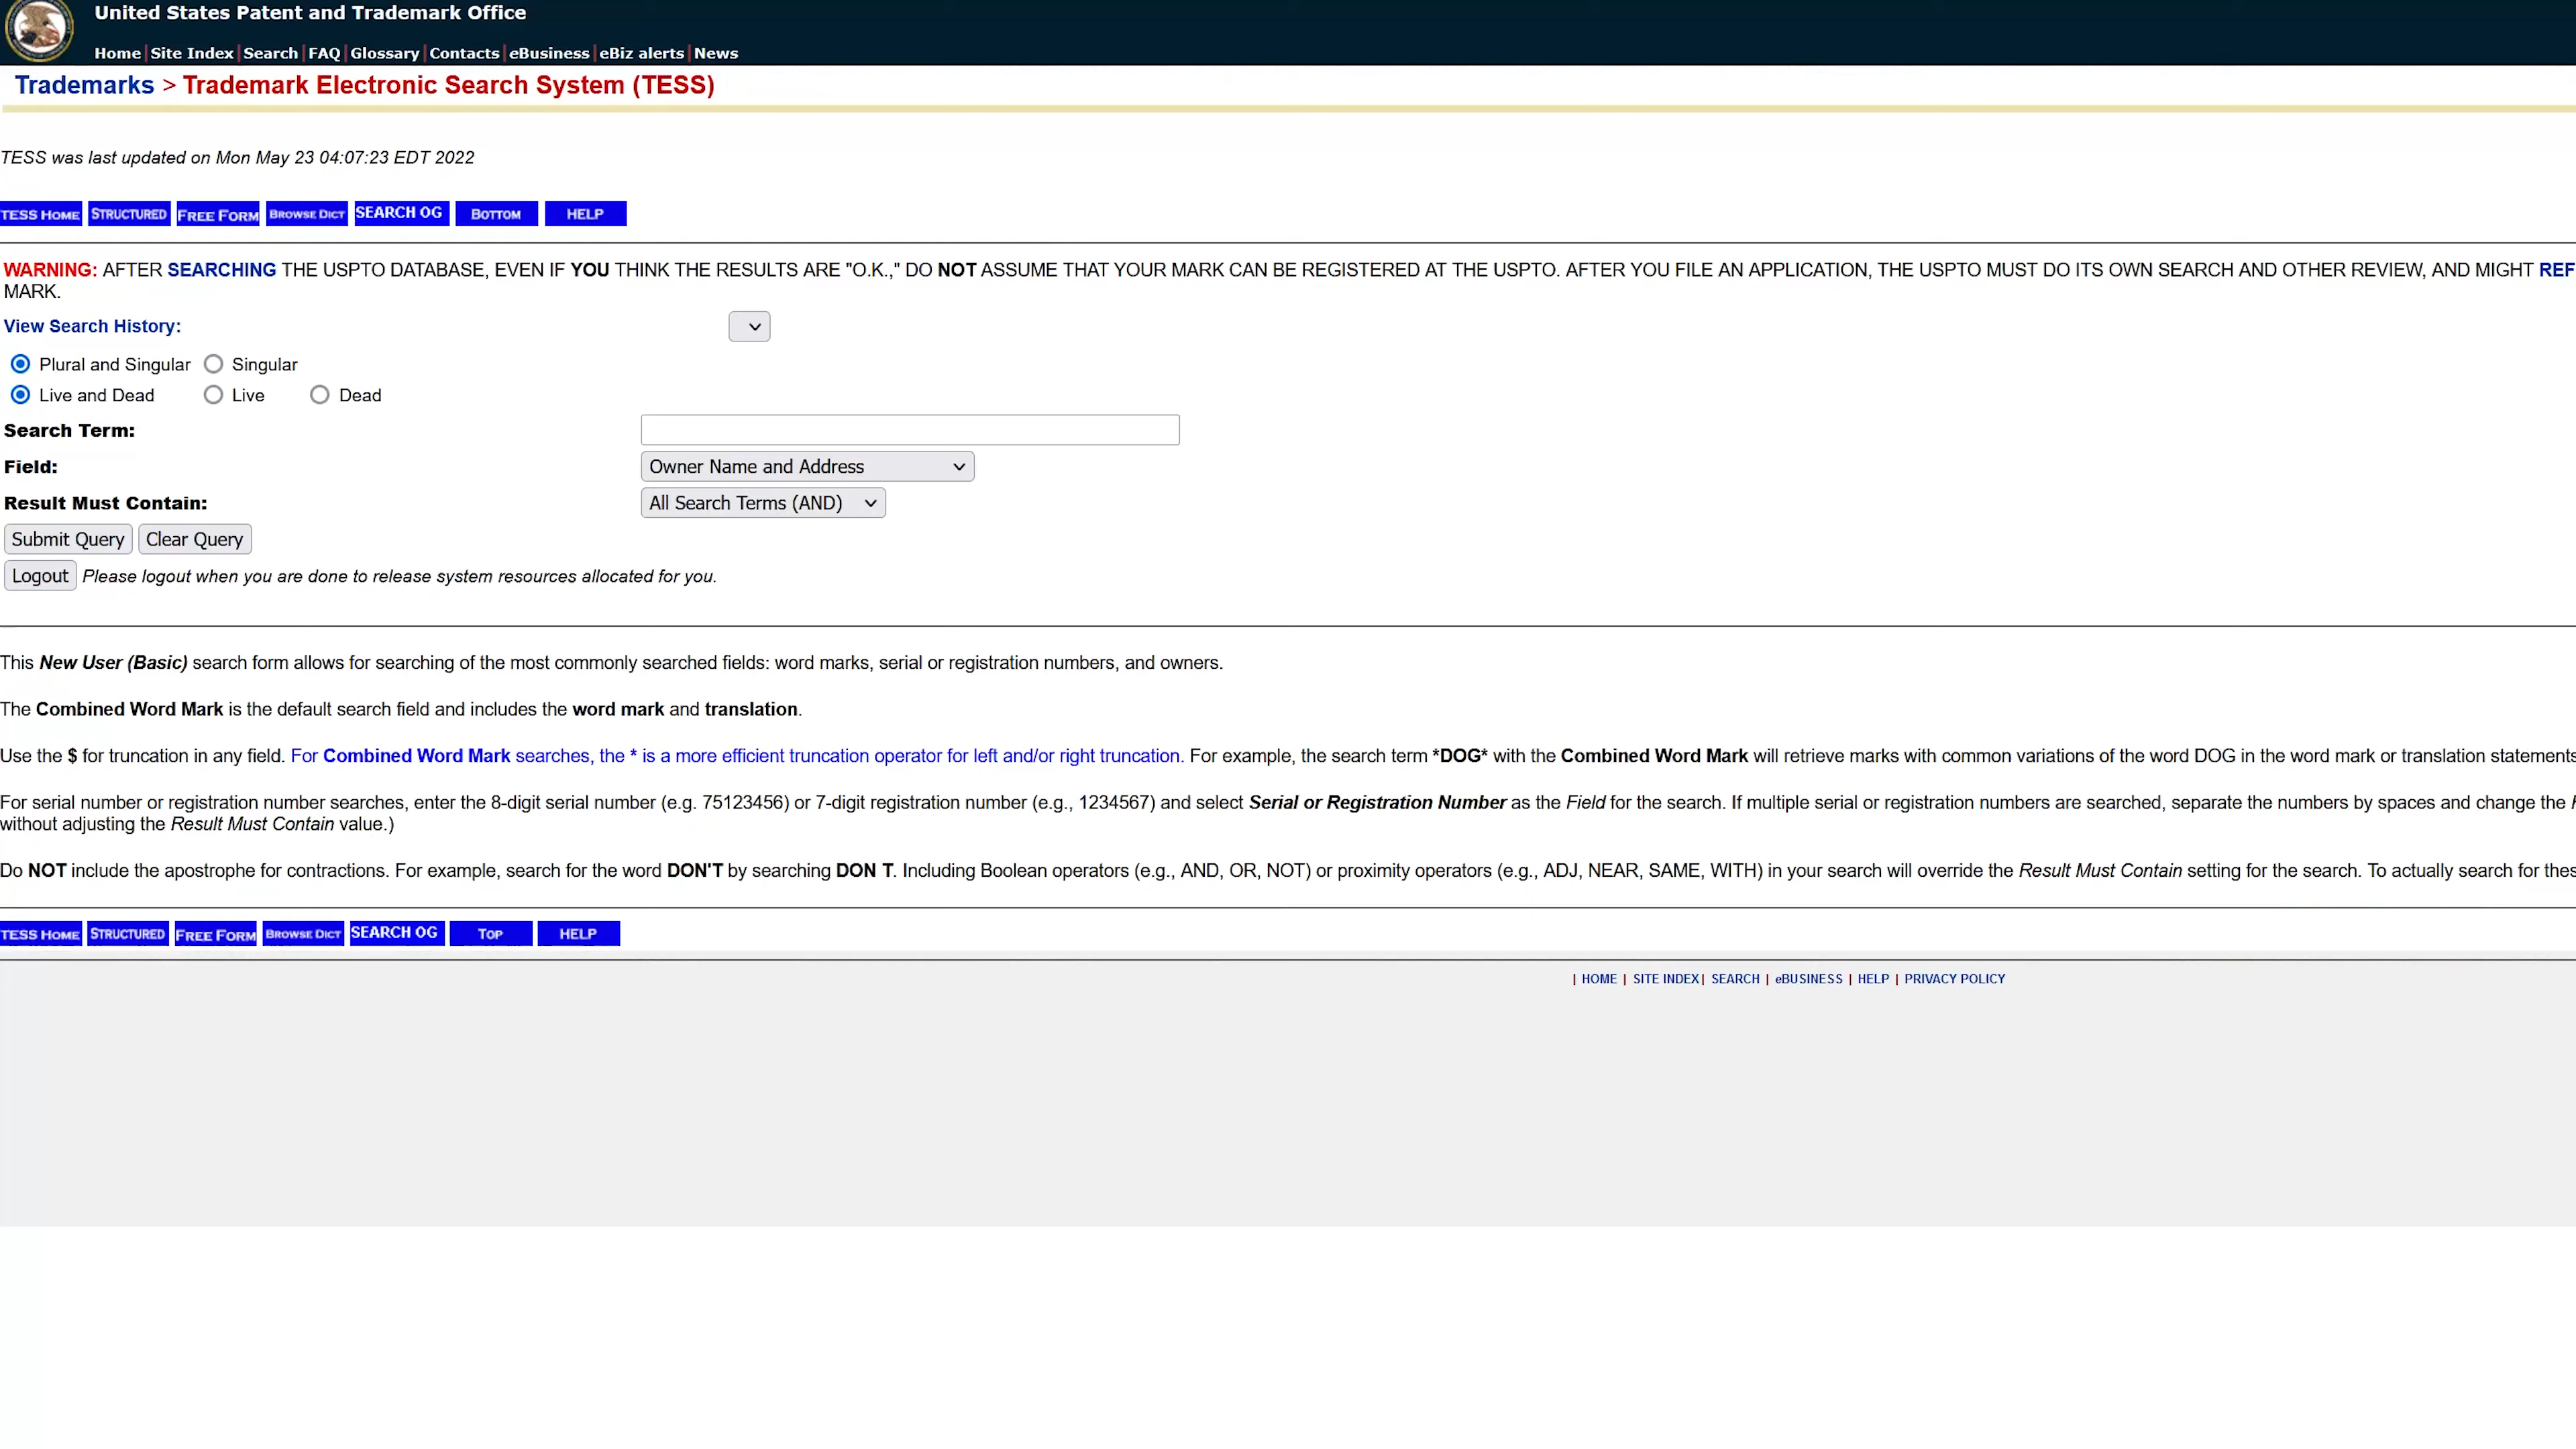 United States Patent and Trademark Office
Home | Site Index | Search | FAQ | Glossary | Contacts | eBusiness | eBiz alerts | News
Trademarks > Trademark Electronic Search System (TESS)
TESS was last updated on Mon May 23 04:07:23 EDT 2022
TESS HOME STRUCTURED FREE FORM BROWSE DICT SEARCH OG BOTTOM HELP
WARNING: AFTER SEARCHING THE USPTO DATABASE, EVEN IF YOU THINK THE RESULTS ARE "O.K.," DO NOT ASSUME THAT YOUR MARK CAN BE REGISTERED AT THE USPTO. AFTER YOU FILE AN APPLICATION, THE USPTO MUST DO ITS OWN SEARCH AND OTHER REVIEW, AND MIGHT REF
MARK.
View Search History:
Plural and Singular Singular
Live and Dead Live Dead
Search Term:
Field: Owner Name and Address
Result Must Contain: All Search Terms (AND)
Submit Query Clear Query
Logout Please logout when you are done to release system resources allocated for you.
This New User (Basic) search form allows for searching of the most commonly searched fields: word marks, serial or registration numbers, and owners.
The Combined Word Mark is the default search field and includes the word mark and translation.
Use the $ for truncation in any field. For Combined Word Mark searches, the * is a more efficient truncation operator for left and/or right truncation. For example, the search term *DOG* with the Combined Word Mark will retrieve marks with common variations of the word DOG in the word mark or translation statements
For serial number or registration number searches, enter the 8-digit serial number (e.g. 75123456) or 7-digit registration number (e.g., 1234567) and select Serial or Registration Number as the Field for the search. If multiple serial or registration numbers are searched, separate the numbers by spaces and change the
without adjusting the Result Must Contain value.)
Do NOT include the apostrophe for contractions. For example, search for the word DON'T by searching DON T. Including Boolean operators (e.g., AND, OR, NOT) or proximity operators (e.g., ADJ, NEAR, SAME, WITH) in your search will override the Result Must Contain setting for the search. To actually search for thes
TESS HOME STRUCTURED FREE FORM BROWSE DICT SEARCH OG TOP HELP
| HOME | SITE INDEX | SEARCH | eBUSINESS | HELP | PRIVACY POLICY